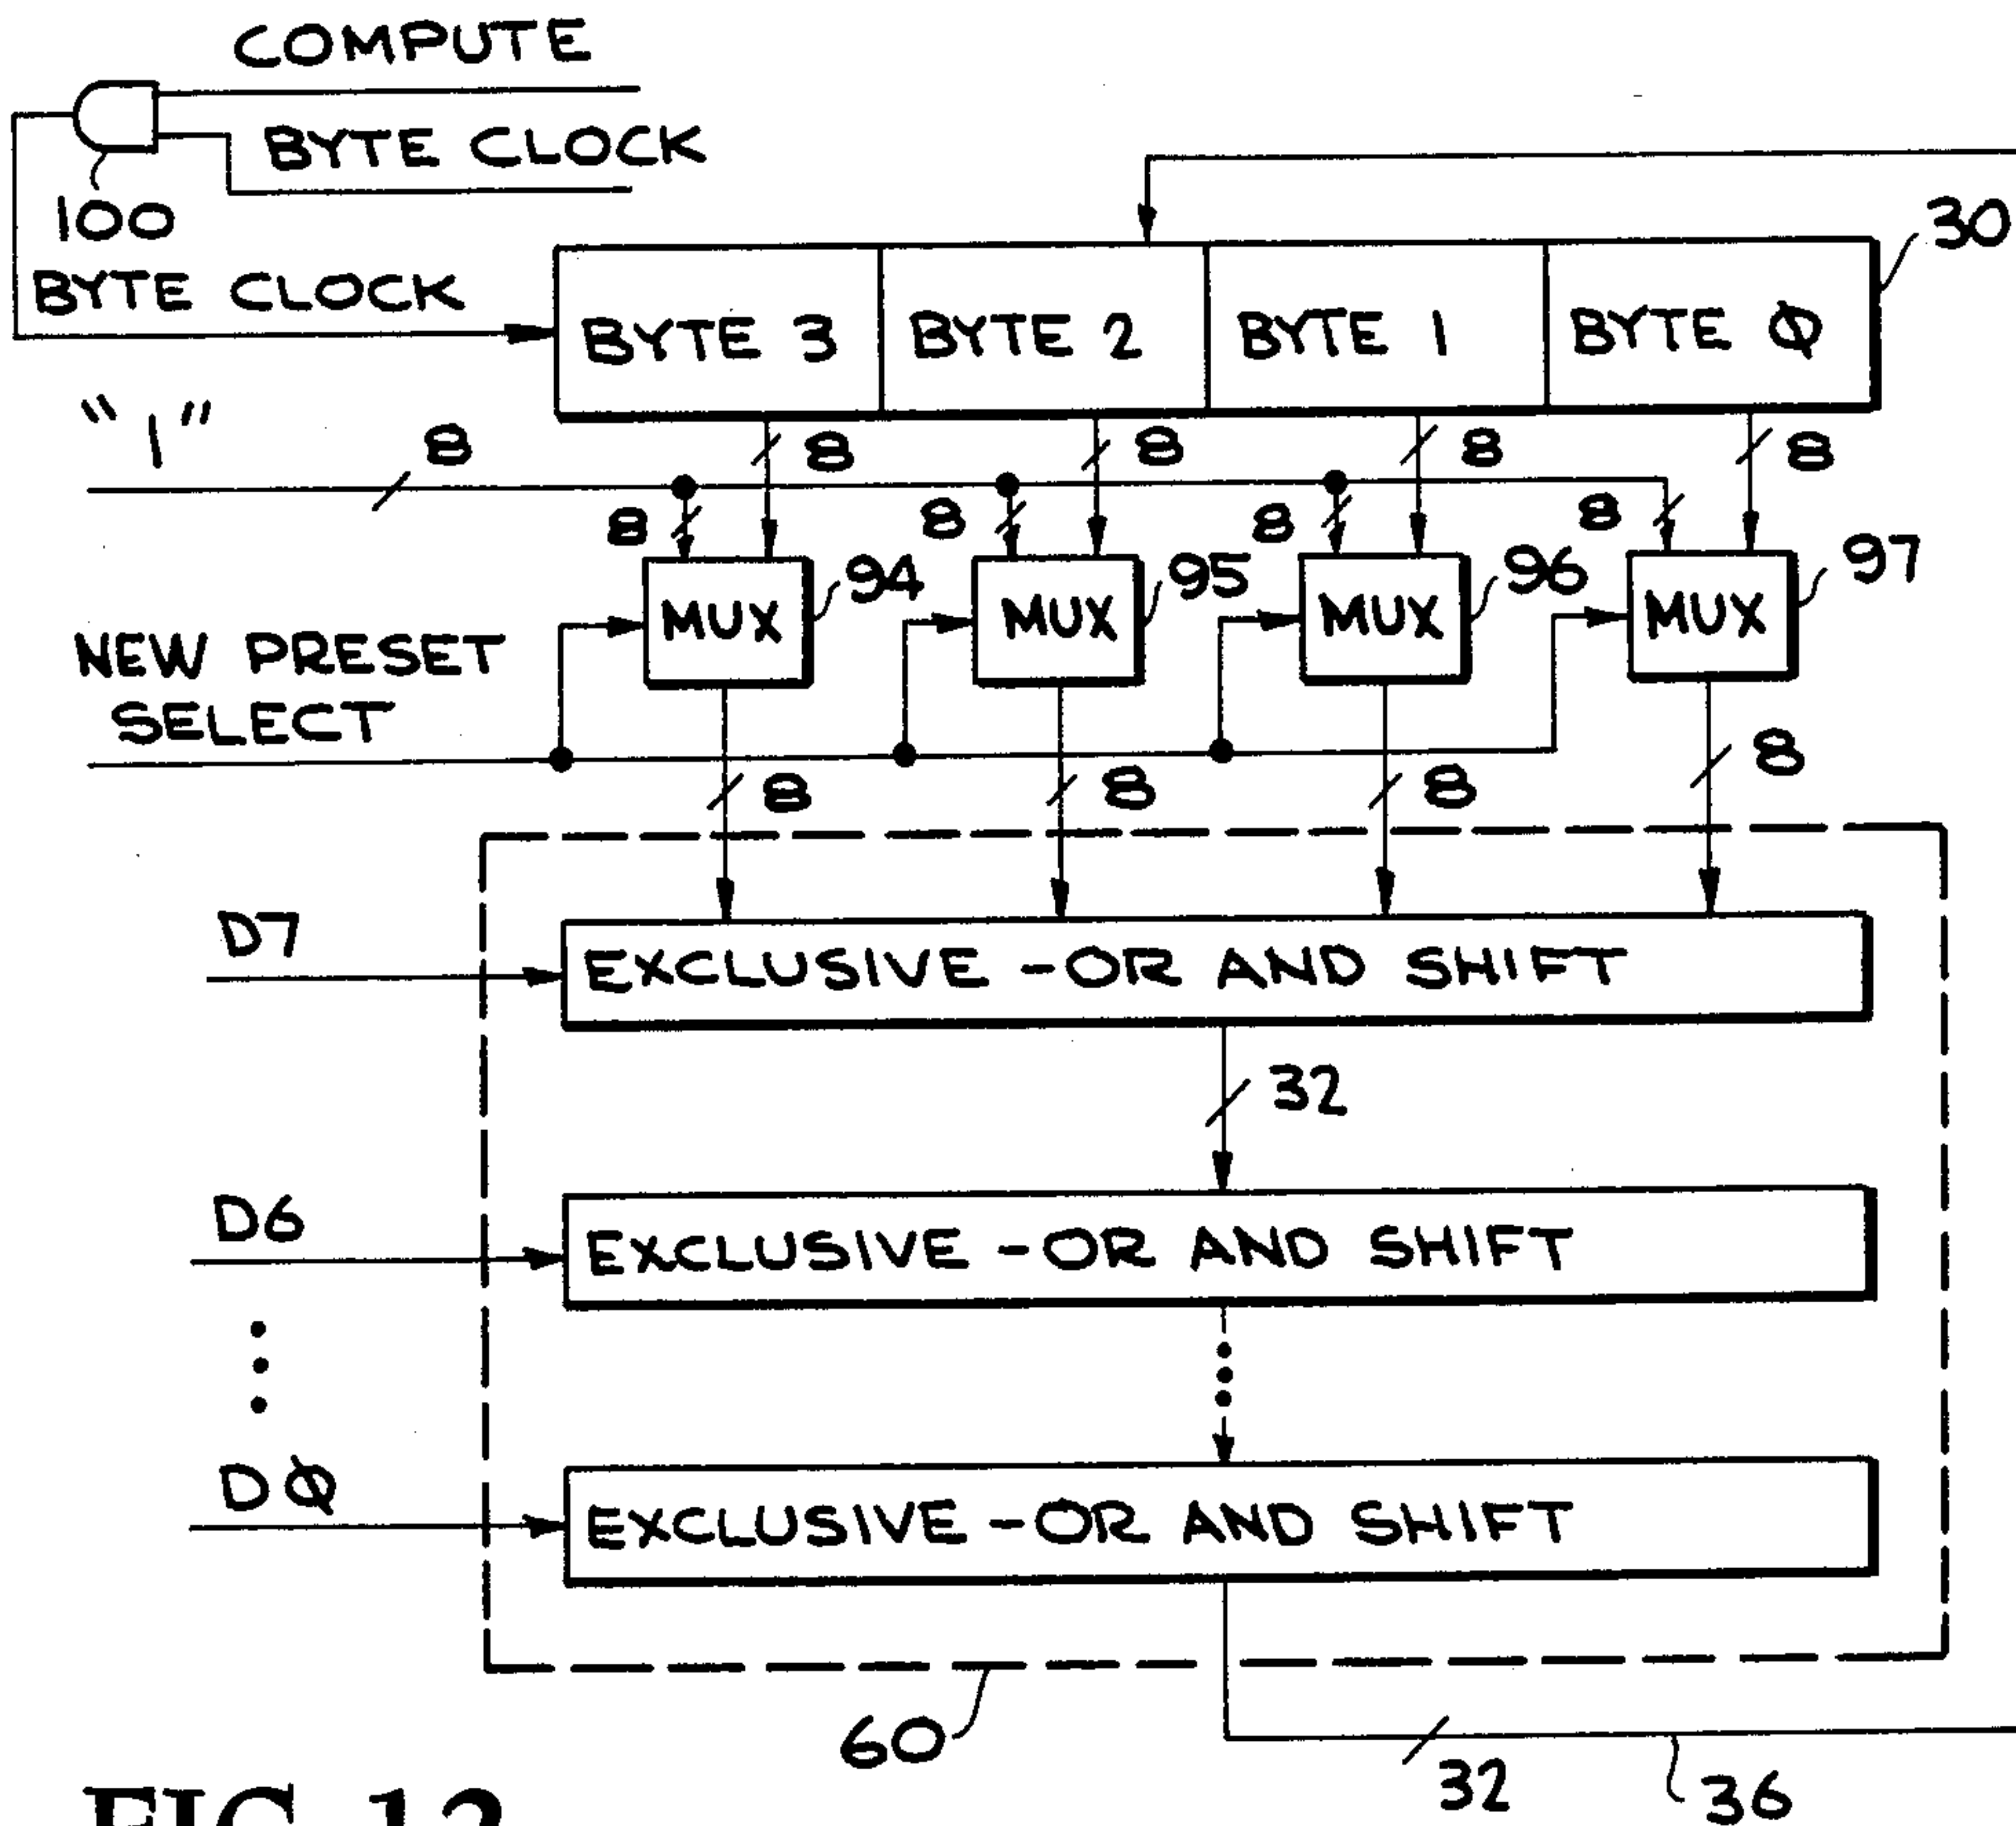 COMPUTE
BYTE CLOCK
100
30
BYTE CLOCK
BYTE 3 BYTE 2 BYTE 1 BYTE Φ
"1"
8 8 8 8 8
8 8 8 8
MUX 94 MUX 95 MUX 96 MUX 97
NEW PRESET
SELECT
8 8 8 8
D7
EXCLUSIVE -OR AND SHIFT
32
D6
EXCLUSIVE -OR AND SHIFT
DΦ
EXCLUSIVE -OR AND SHIFT
60
32 36
FIG 12